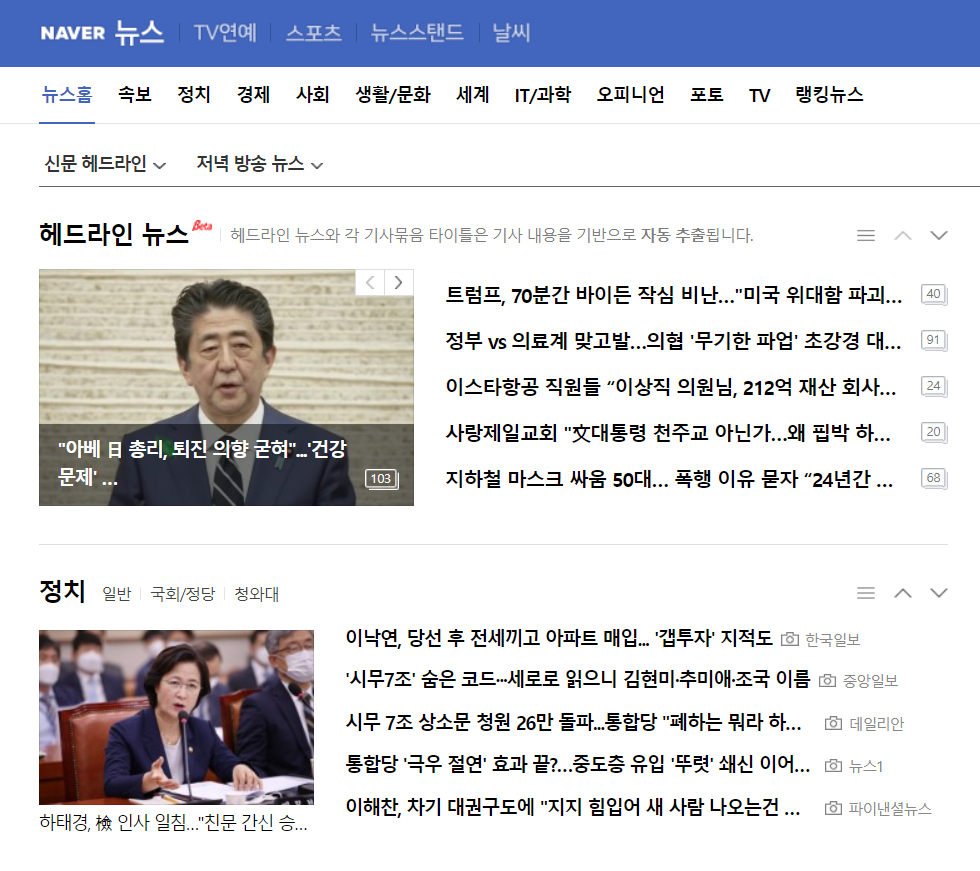 NAVER 뉴스 TV연예 스포츠 뉴스스탠드 날씨
뉴스홈 속보 정치 경제 사회 생활/문화 세계 IT/과학 오피니언 포토 TV 랭킹뉴스
신문 헤드라인 저녁 방송 뉴스
헤드라인 뉴스 Beta 헤드라인 뉴스와 각 기사묶음 타이틀은 기사 내용을 기반으로 자동 추출됩니다.
"아베 日 총리, 퇴진 의향 굳혀"...'건강
문제' ... 103
트럼프, 70분간 바이든 작심 비난..."미국 위대함 파괴... 40
정부 vs 의료계 맞고발...의협 '무기한 파업' 초강경 대... 91
이스타항공 직원들 “이상직 의원님, 212억 재산 회사... 24
사랑제일교회 "文대통령 천주교 아닌가...왜 핍박 하... 20
지하철 마스크 싸움 50대... 폭행 이유 묻자 “24년간 ... 68
정치 일반 국회/정당 청와대
하태경, 檢 인사 일침..."친문 간신 승...
이낙연, 당선 후 전세끼고 아파트 매입... '갭투자' 지적도 한국일보
'시무7조' 숨은 코드…세로로 읽으니 김현미·추미애·조국 이름 중앙일보
시무 7조 상소문 청원 26만 돌파...통합당 "폐하는 뭐라 하... 데일리안
통합당 '극우 절연' 효과 끝?...중도층 유입 '뚜렷' 쇄신 이어... 뉴스1
이해찬, 차기 대권구도에 "지지 힘입어 새 사람 나오는건 ... 파이낸셜뉴스